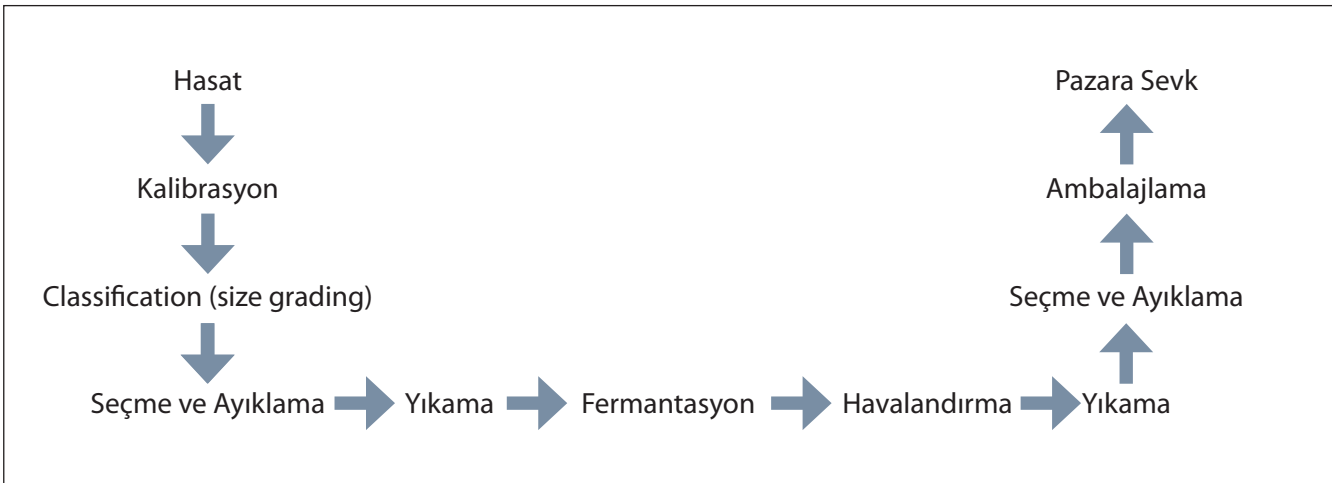 Hasat
Kalibrasyon
Classification (size grading)
Seçme ve Ayıklama
Yıkama
Fermantasyon
Havalandırma
Yıkama
Seçme ve Ayıklama
Ambalajlama
Pazara Sevk